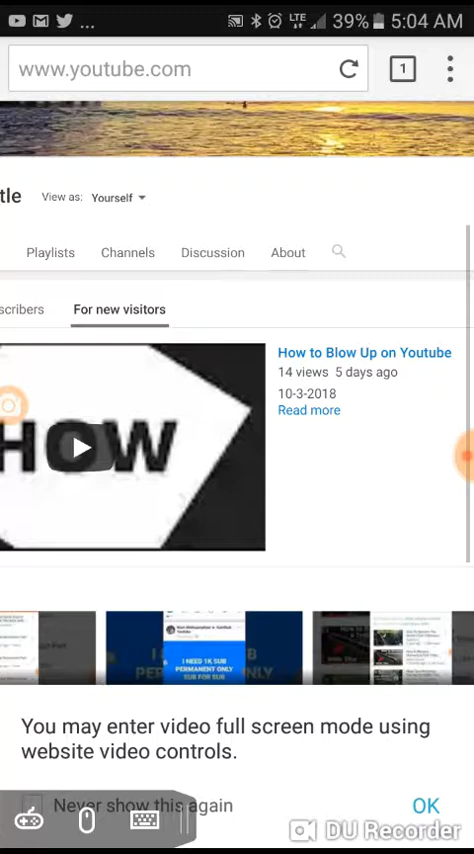 ... LTE 39% 5:04 AM
www.youtube.com 1
tle View as: Yourself
Playlists Channels Discussion About
scribers For new visitors
How to Blow Up on Youtube
14 views 5 days ago
10-3-2018
Read more
HOW
I NEED 1K SUB
PERMANENT ONLY
SUB FOR SUB
You may enter video full screen mode using
website video controls.
Never show this again OK
DU Recorder